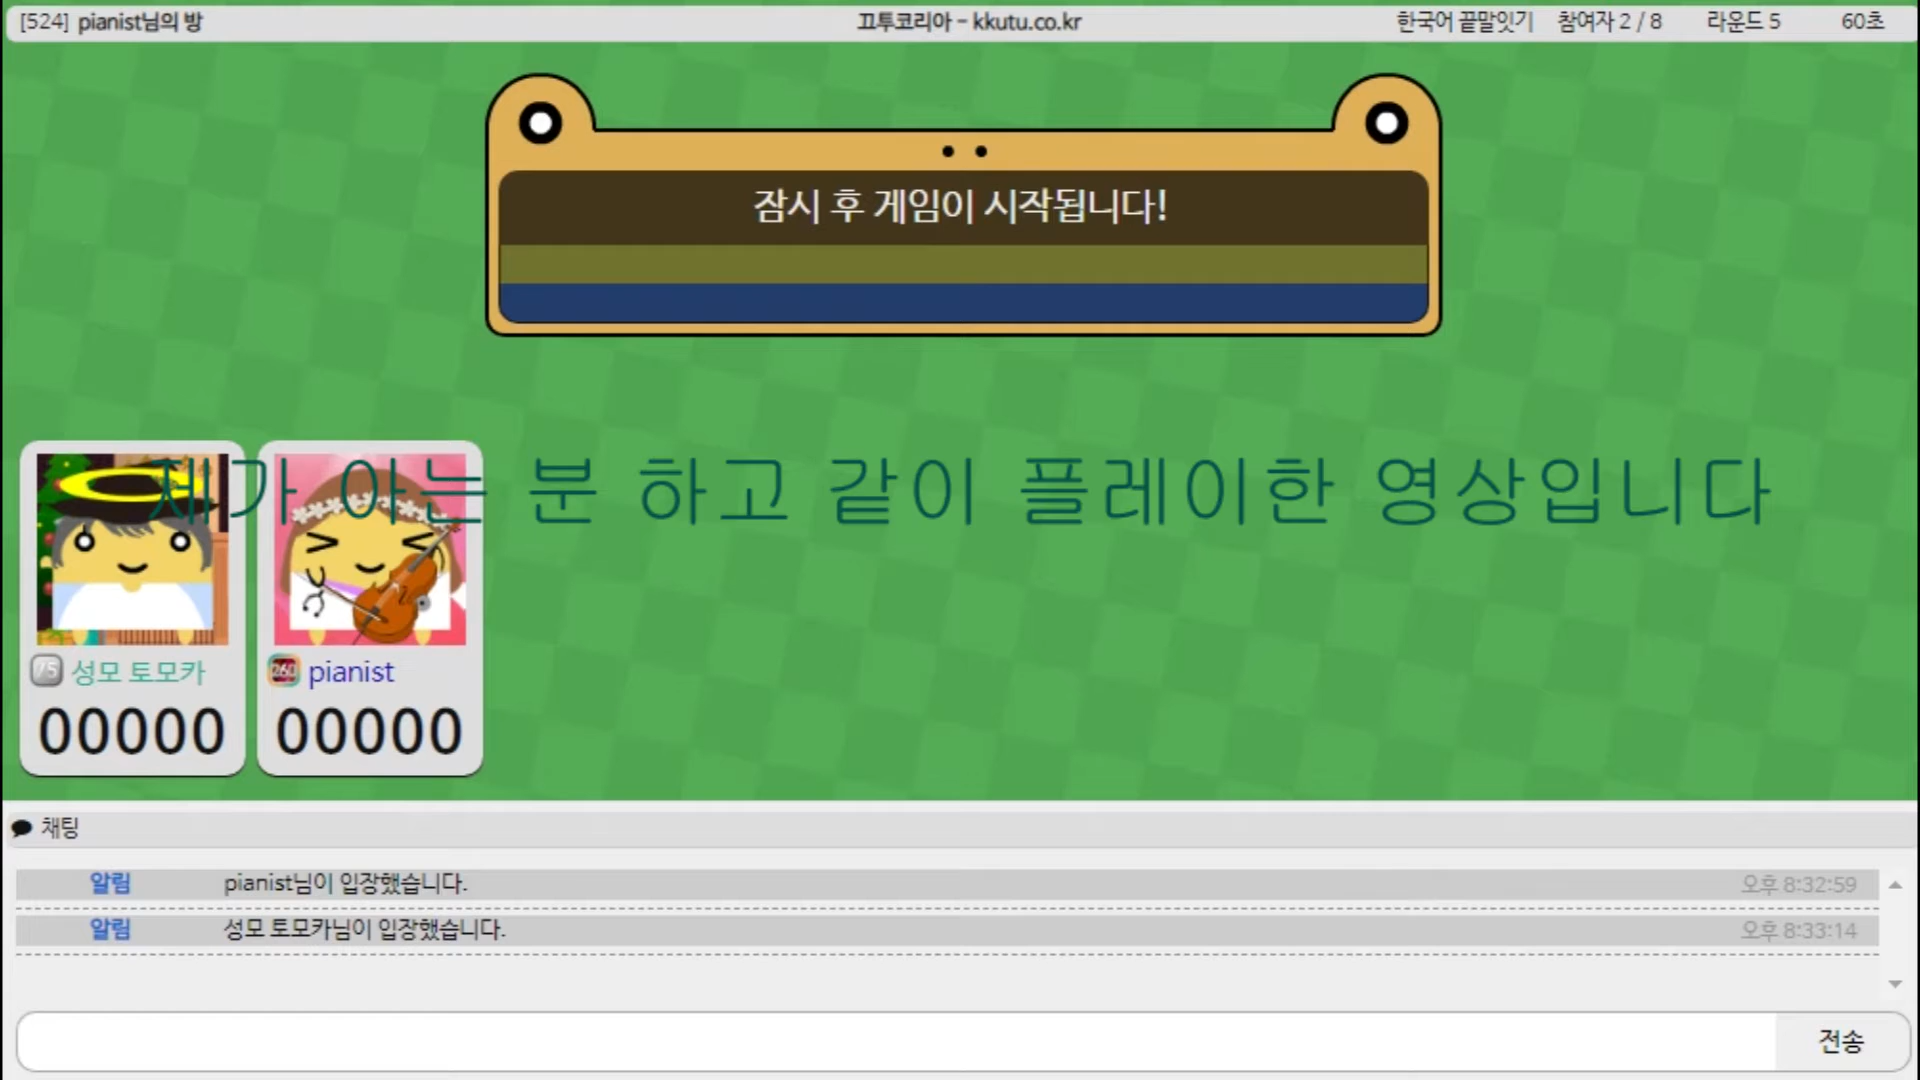 [524] pianist님의 방
끄투코리아 - kkutu.co.kr
한국어 끝말잇기 참여자 2 / 8 라운드 5 60초
잠시 후 게임이 시작됩니다!
제가 아는 분 하고 같이 플레이한 영상입니다
성모 토모카
260 pianist
00000
00000
채팅
알림 pianist님이 입장했습니다. 오후 8:32:59
알림 성모 토모카님이 입장했습니다. 오후 8:33:14
전송